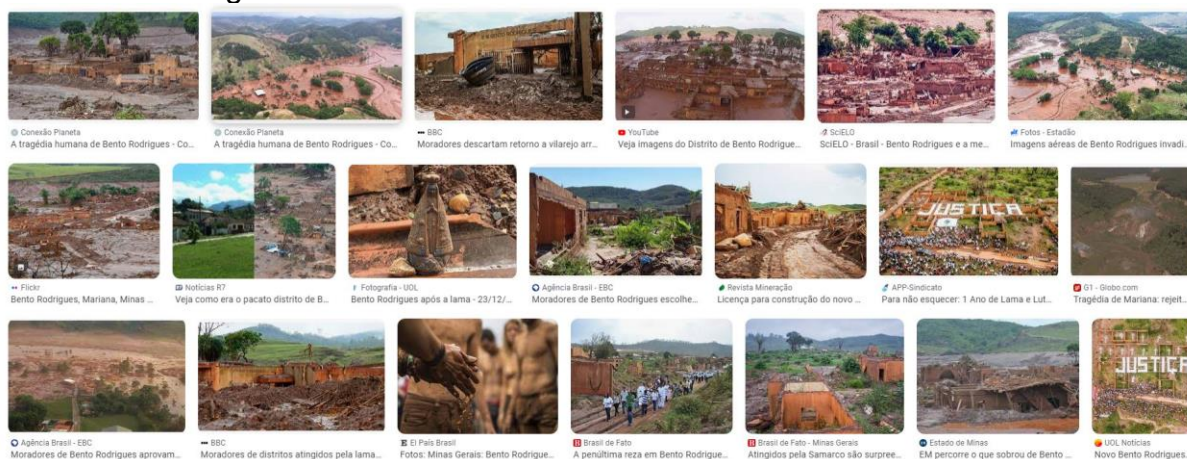 Conexão Planeta
A tragédia humana de Bento Rodrigues - Co...
Conexão Planeta
A tragédia humana de Bento Rodrigues - Co...
BBC
Moradores descartam retorno a vilarejo arr...
YouTube
Veja imagens do Distrito de Bento Rodrigue...
SciELO
SciELO - Brasil - Bento Rodrigues e a me...
Fotos - Estadão
Imagens aéreas de Bento Rodrigues invadi...
JUSTIÇA
Flickr
Bento Rodrigues, Mariana, Minas ...
Notícias R7
Veja como era o pacato distrito de B...
Fotografia - UOL
Bento Rodrigues após a lama - 23/12/...
Agência Brasil - EBC
Moradores de Bento Rodrigues escolhe...
Revista Mineração
Licença para construção do novo ...
APP-Sindicato
Para não esquecer: 1 Ano de Lama e Lut...
G1 - Globo.com
Tragédia de Mariana: rejeit...
JUSTIÇA
Agência Brasil - EBC
Moradores de Bento Rodrigues aprovam...
BBC
Moradores de distritos atingidos pela lama...
El País Brasil
Fotos: Minas Gerais: Bento Rodrigue...
Brasil de Fato
A penúltima reza em Bento Rodrigue...
Brasil de Fato - Minas Gerais
Atingidos pela Samarco são surpree...
Estado de Minas
EM percorre o que sobrou de Bento ...
UOL Notícias
Novo Bento Rodrigues...